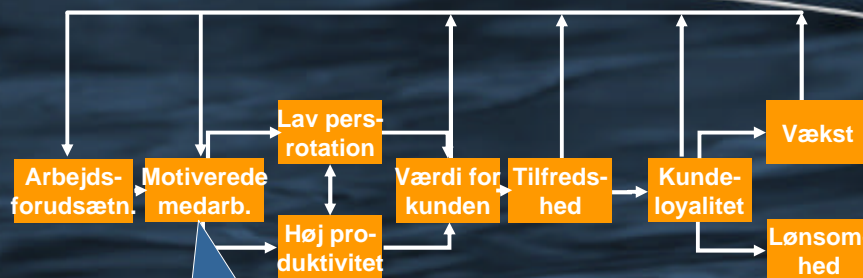 Arbejds-
forudsætn.
Motiverede
medarb.
Lav pers-
rotation
Høj pro-
duktivitet
Værdi for
kunden
Tilfreds-
hed
Kunde-
loyalitet
Vækst
Lønsom
hed